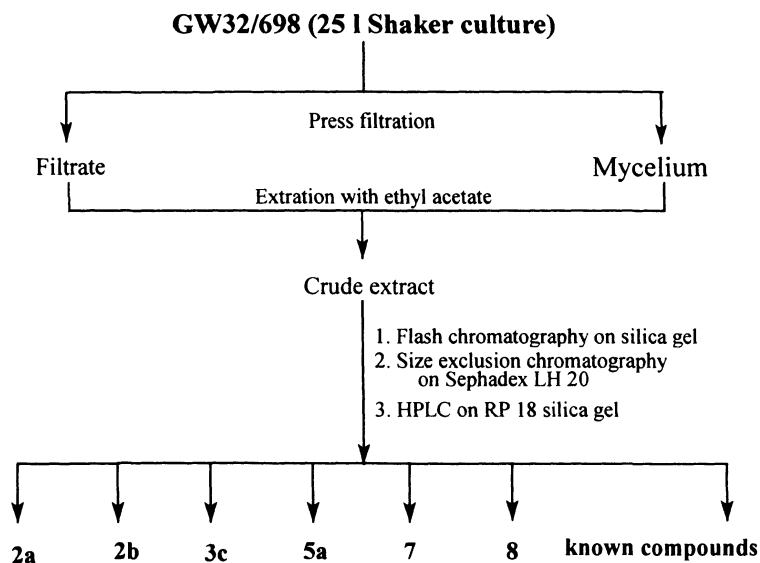 GW32/698 (25 l Shaker culture)
Press filtration
Filtrate
Mycelium
Extration with ethyl acetate
Crude extract
1. Flash chromatography on silica gel
2. Size exclusion chromatography
on Sephadex LH 20
3. HPLC on RP 18 silica gel
2a 2b 3c 5a 7 8 known compounds